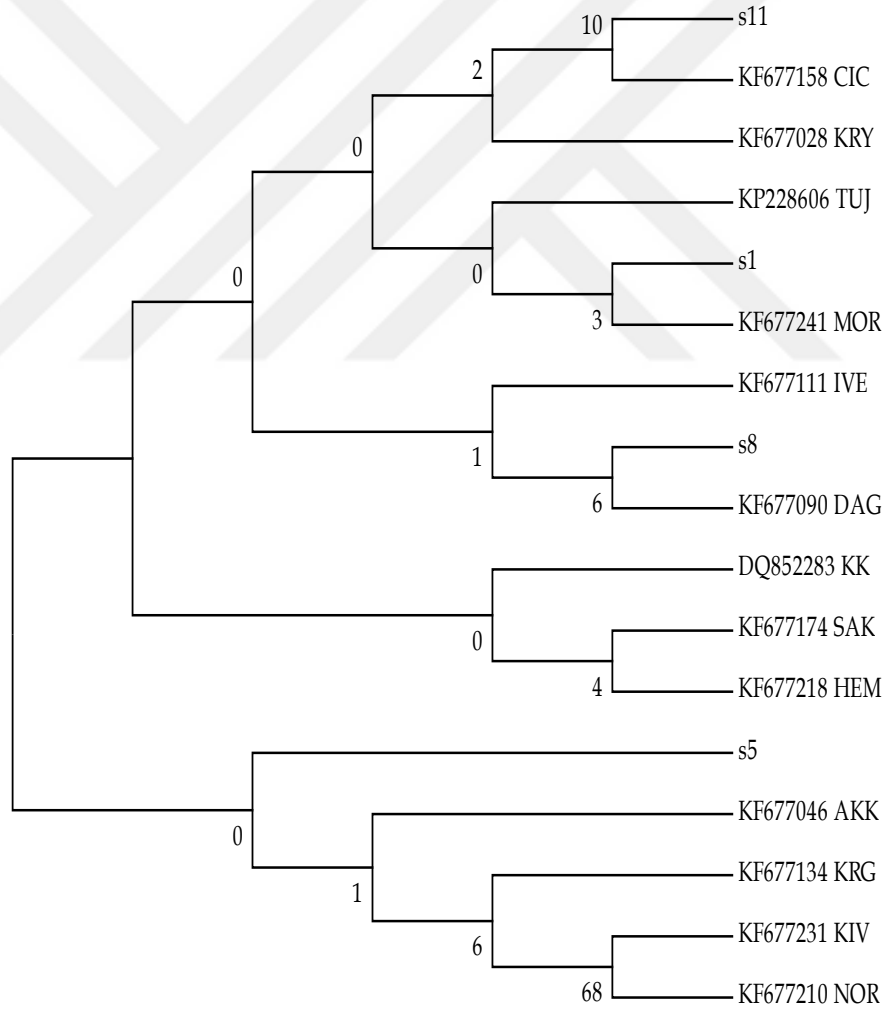 s11
10
KF677158 CIC
2
KF677028 KRY
0
KP228606 TUJ
s1
0
0
3
KF677241 MOR
KF677111 IVE
s8
1
6
KF677090 DAG
DQ852283 KK
KF677174 SAK
0
4
KF677218 HEM
s5
KF677046 AKK
0
KF677134 KRG
1
KF677231 KIV
6
68
KF677210 NOR